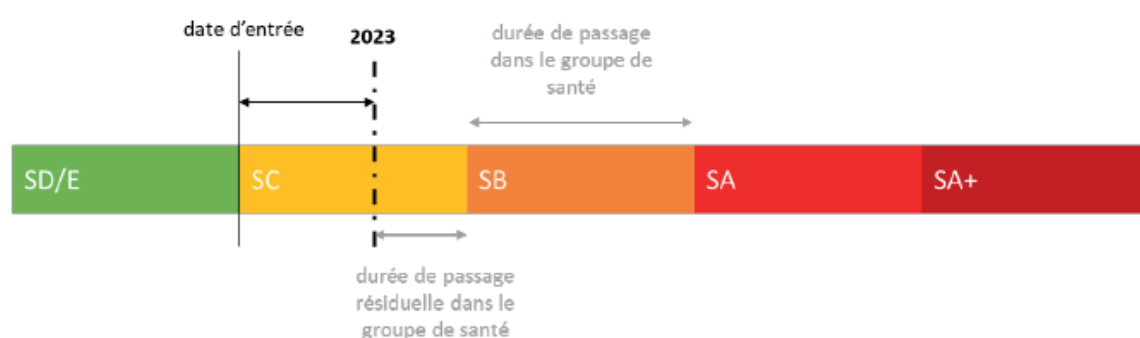 date d'entrée
2023
durée de passage
dans le groupe de
santé
SD/E
SC
SB
SA
SA+
durée de passage
résiduelle dans le
groupe de santé